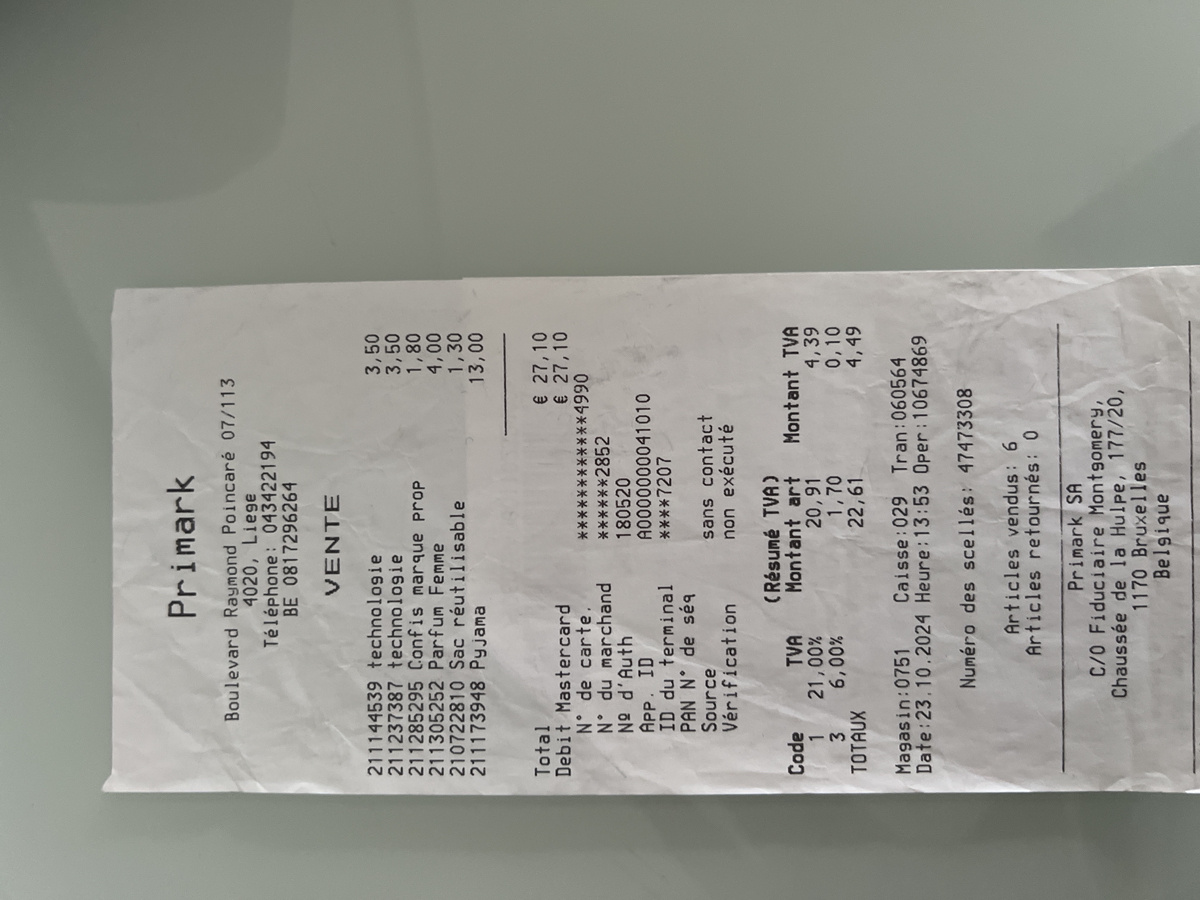 Primark
Boulevard Raymond Poincaré 07/113
4020, Liege
Téléphone: 043422194
BE 0817296264
VENTE
211144539 technologie 3,50
211237387 technologie 3,50
211285295 Confis marque prop 1,80
211305252 Parfum Femme 4,00
210722810 Sac réutilisable 1,30
211173948 Pyjama 13,00
Total € 27,10
Debit Mastercard € 27,10
N° de carte. ************4990
N° du marchand ******2852
Nº d'Auth 180520
App. ID A0000000041010
ID du terminal ****7207
PAN N° de séq
Source sans contact
Vérification non exécuté
(Résumé TVA)
Code TVA Montant art Montant TVA
1 21,00% 20,91 4,39
3 6,00% 1,70 0,10
TOTAUX 22,61 4,49
Magasin:0751 Caisse:029 Tran:060564
Date:23.10.2024 Heure:13:53 Oper:10674869
Numéro des scellés: 47473308
Articles vendus: 6
Articles retournés: 0
Primark SA
C/O Fiduciaire Montgomery,
Chaussée de la Hulpe, 177/20,
1170 Bruxelles
Belgique